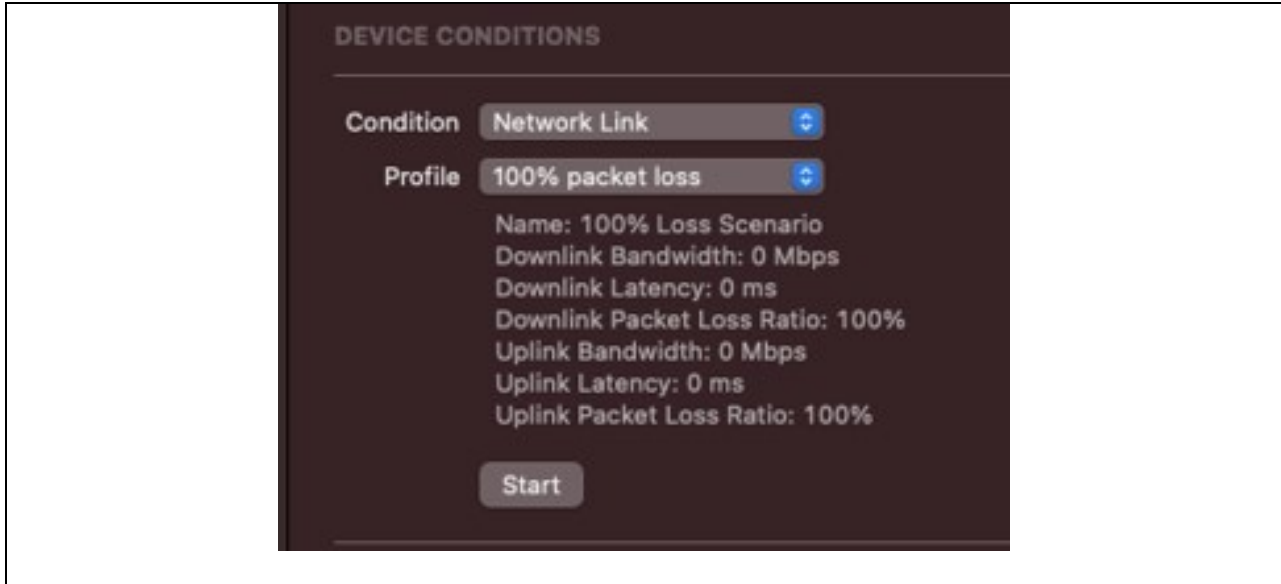 DEVICE CONDITIONS
Condition Network Link
Profile 100% packet loss
Name: 100% Loss Scenario
Downlink Bandwidth: 0 Mbps
Downlink Latency: 0 ms
Downlink Packet Loss Ratio: 100%
Uplink Bandwidth: 0 Mbps
Uplink Latency: 0 ms
Uplink Packet Loss Ratio: 100%
Start